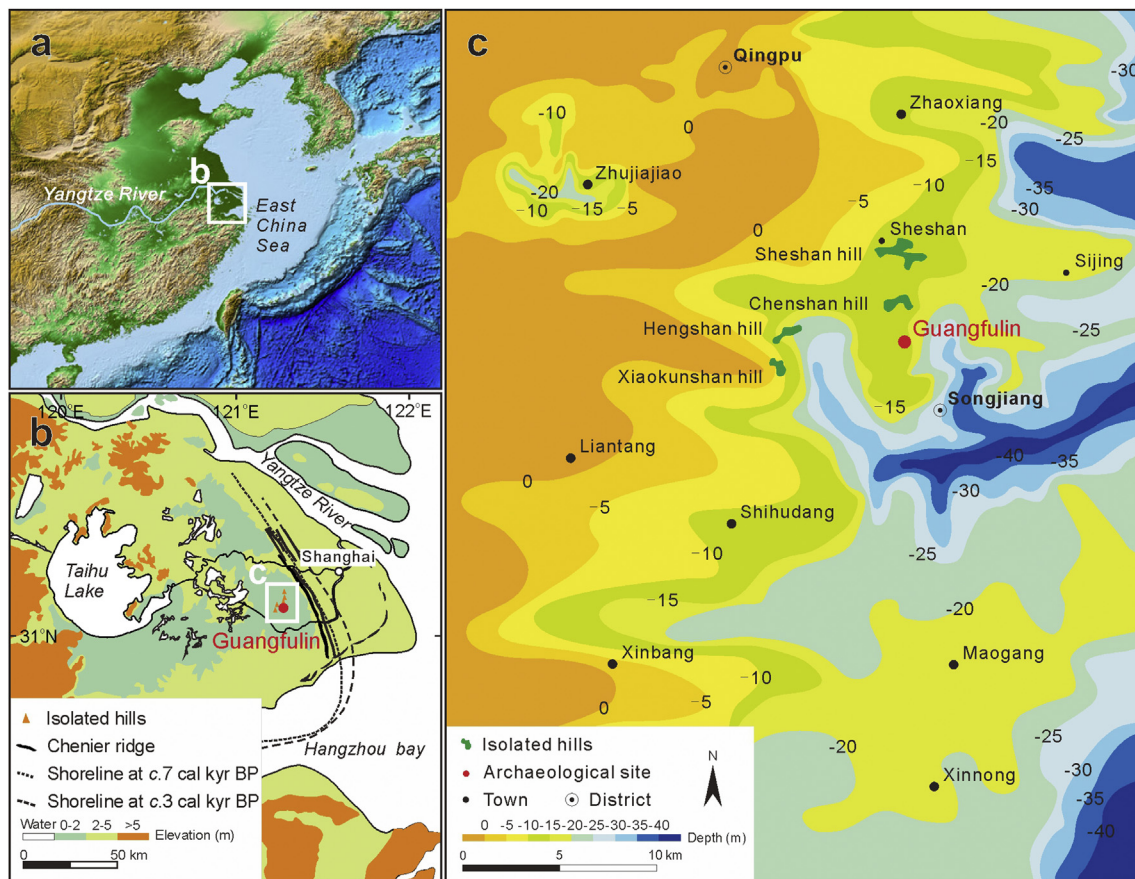 a
Yangtze River
b
East
China
Sea
120°E
121°E
122°E
b
Yangtze River
Shanghai
Taihu
Lake
c
31°N
Guangfulin
Hangzhou bay
Isolated hills
Chenier ridge
Shoreline at c.7 cal kyr BP
Shoreline at c.3 cal kyr BP
Water 0-2 2-5 >5
Elevation (m)
0 50 km
c
Qingpu
-30
-10
Zhaoxiang
0
-20
-25
Zhujiajiao
-15
-20
-35
-10
-10 -15 -5
-5
-30
0
Sheshan
Sheshan hill
Sijing
-20
Chenshan hill
Hengshan hill
Guangfulin
-25
Xiaokunshan hill
-15
Songjiang
Liantang
-40
-35
0
-30
-5
Shihudang
-10
-25
-15
-20
Xinbang
Maogang
-10
-5
0
-25
-20
-30
Xinnong
-35
-40
Isolated hills
N
Archaeological site
Town
District
0 -5 -10 -15 -20 -25 -30 -35 -40
Depth (m)
0 5 10 km